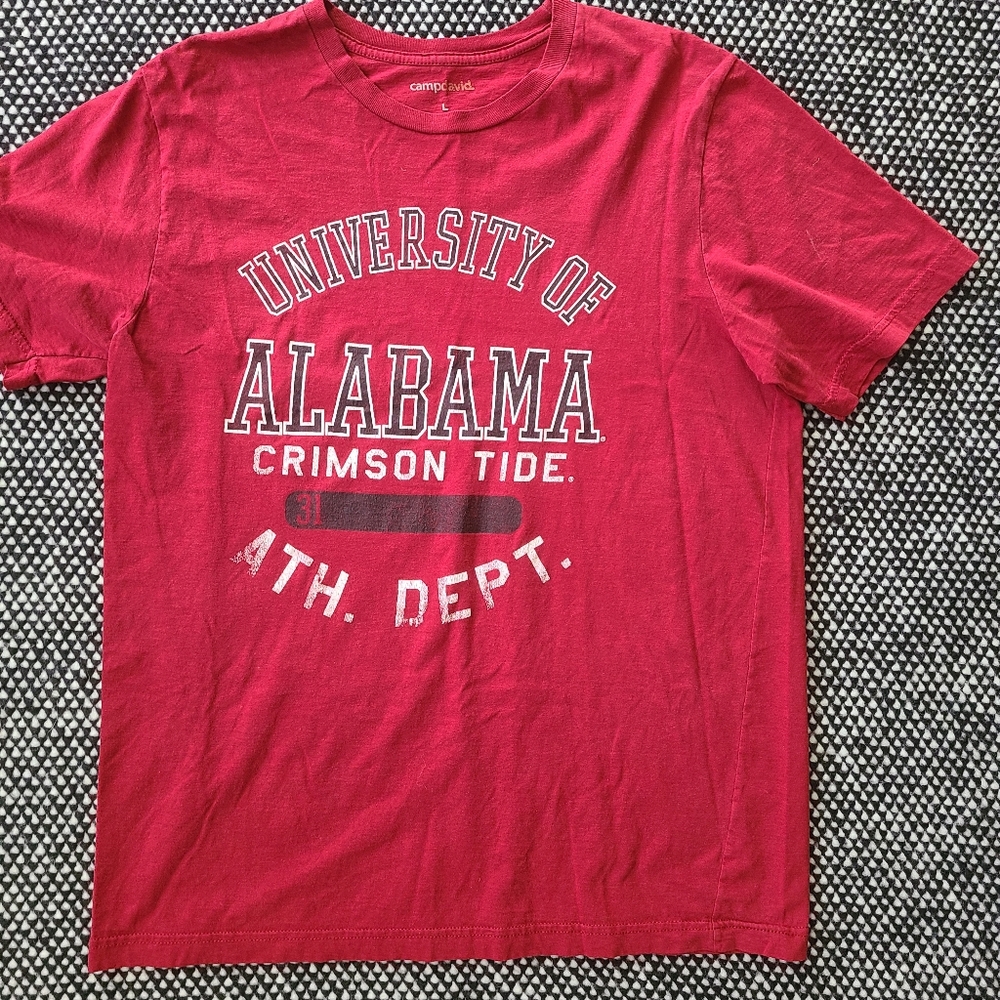 campdavid.
L
UNIVERSITY OF
ALABAMA®
CRIMSON TIDE®
31
ATH. DEPT.